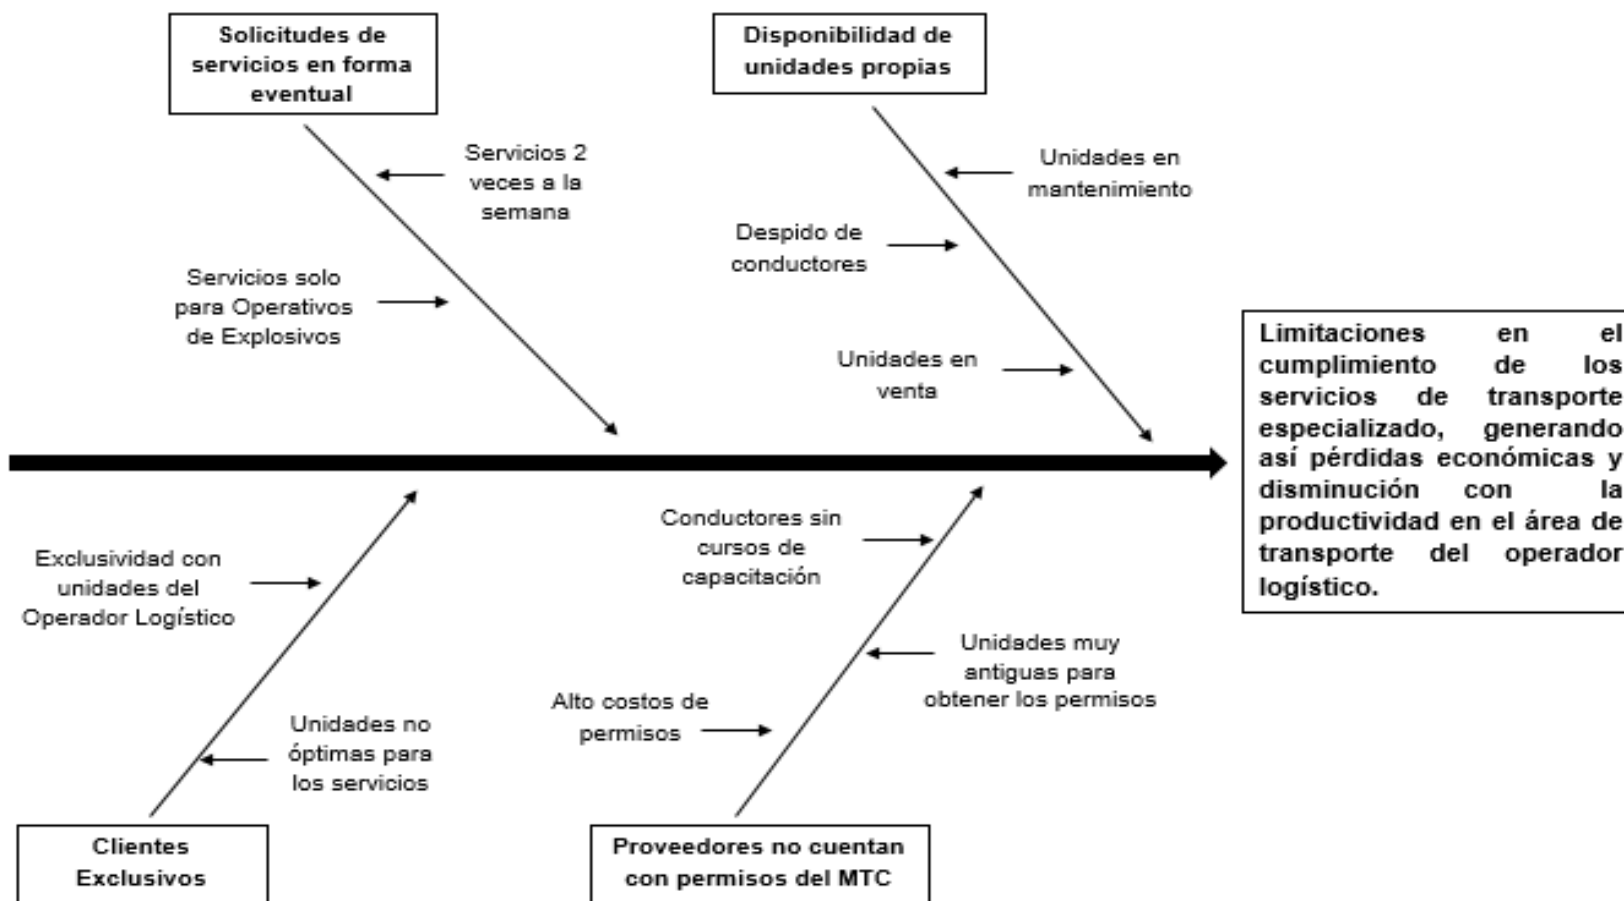 Solicitudes de
servicios en forma
eventual
Disponibilidad de
unidades propias
Servicios 2
veces a la
semana
Unidades en
mantenimiento
Despido de
conductores
Servicios solo
para Operativos
de Explosivos
Unidades en
venta
Limitaciones en el
cumplimiento de los
servicios de transporte
especializado, generando
así pérdidas económicas y
disminución con la
productividad en el área de
transporte del operador
logístico.
Exclusividad con
unidades del
Operador Logístico
Conductores sin
cursos de
capacitación
Unidades muy
antiguas para
obtener los permisos
Alto costos de
permisos
Unidades no
óptimas para
los servicios
Clientes
Exclusivos
Proveedores no cuentan
con permisos del MTC